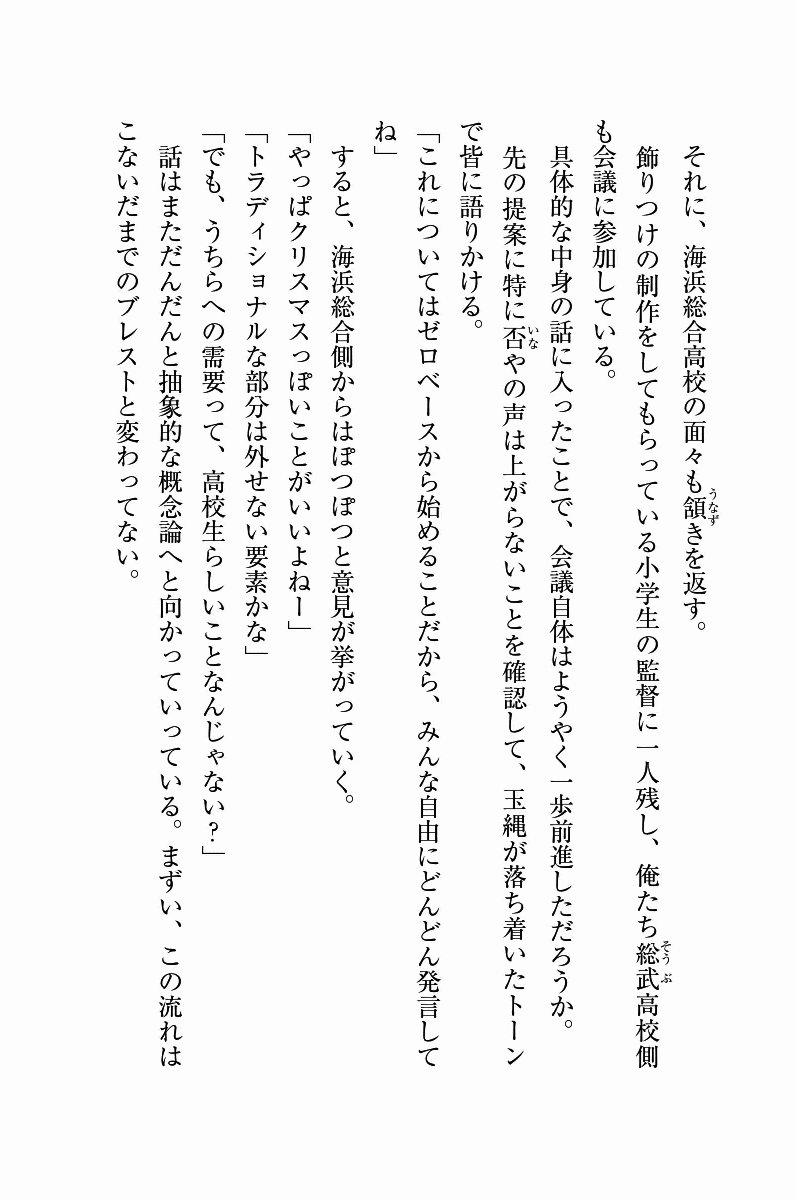 それに、海浜総合高校の面々も頷きを返す。
飾りつけの制作をしてもらっている小学生の監督に一人残し、俺たち総武高校側
も会議に参加している。
具体的な中身の話に入ったことで、会議自体はようやく一歩前進しただろうか。
先の提案に特に否やの声は上がらないことを確認して、玉縄が落ち着いたトーン
で皆に語りかける。
「これについてはゼロベースから始めることだから、みんな自由にどんどん発言して
ね」
すると、海浜総合側からはぽつぽつと意見が挙がっていく。
「やっぱクリスマスっぽいことがいいよねー」
「トラディショナルな部分は外せない要素かな」
「でも、うちらへの需要って、高校生らしいことなんじゃない？」
話はまただんだんと抽象的な概念論へと向かっていっている。まずい、この流れは
こないだまでのブレストと変わってない。